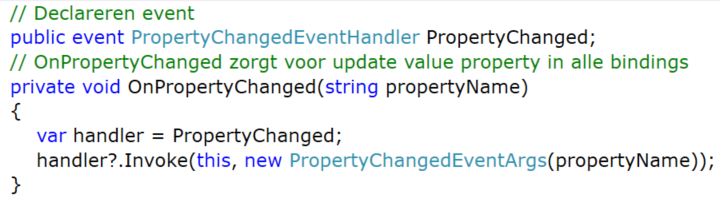 // Declareren event
public event PropertyChangedEventHandler PropertyChanged;
// OnPropertyChanged zorgt voor update value property in alle bindings
private void OnPropertyChanged(string propertyName)
{
var handler = PropertyChanged;
handler?.Invoke(this, new PropertyChangedEventArgs(propertyName));
}